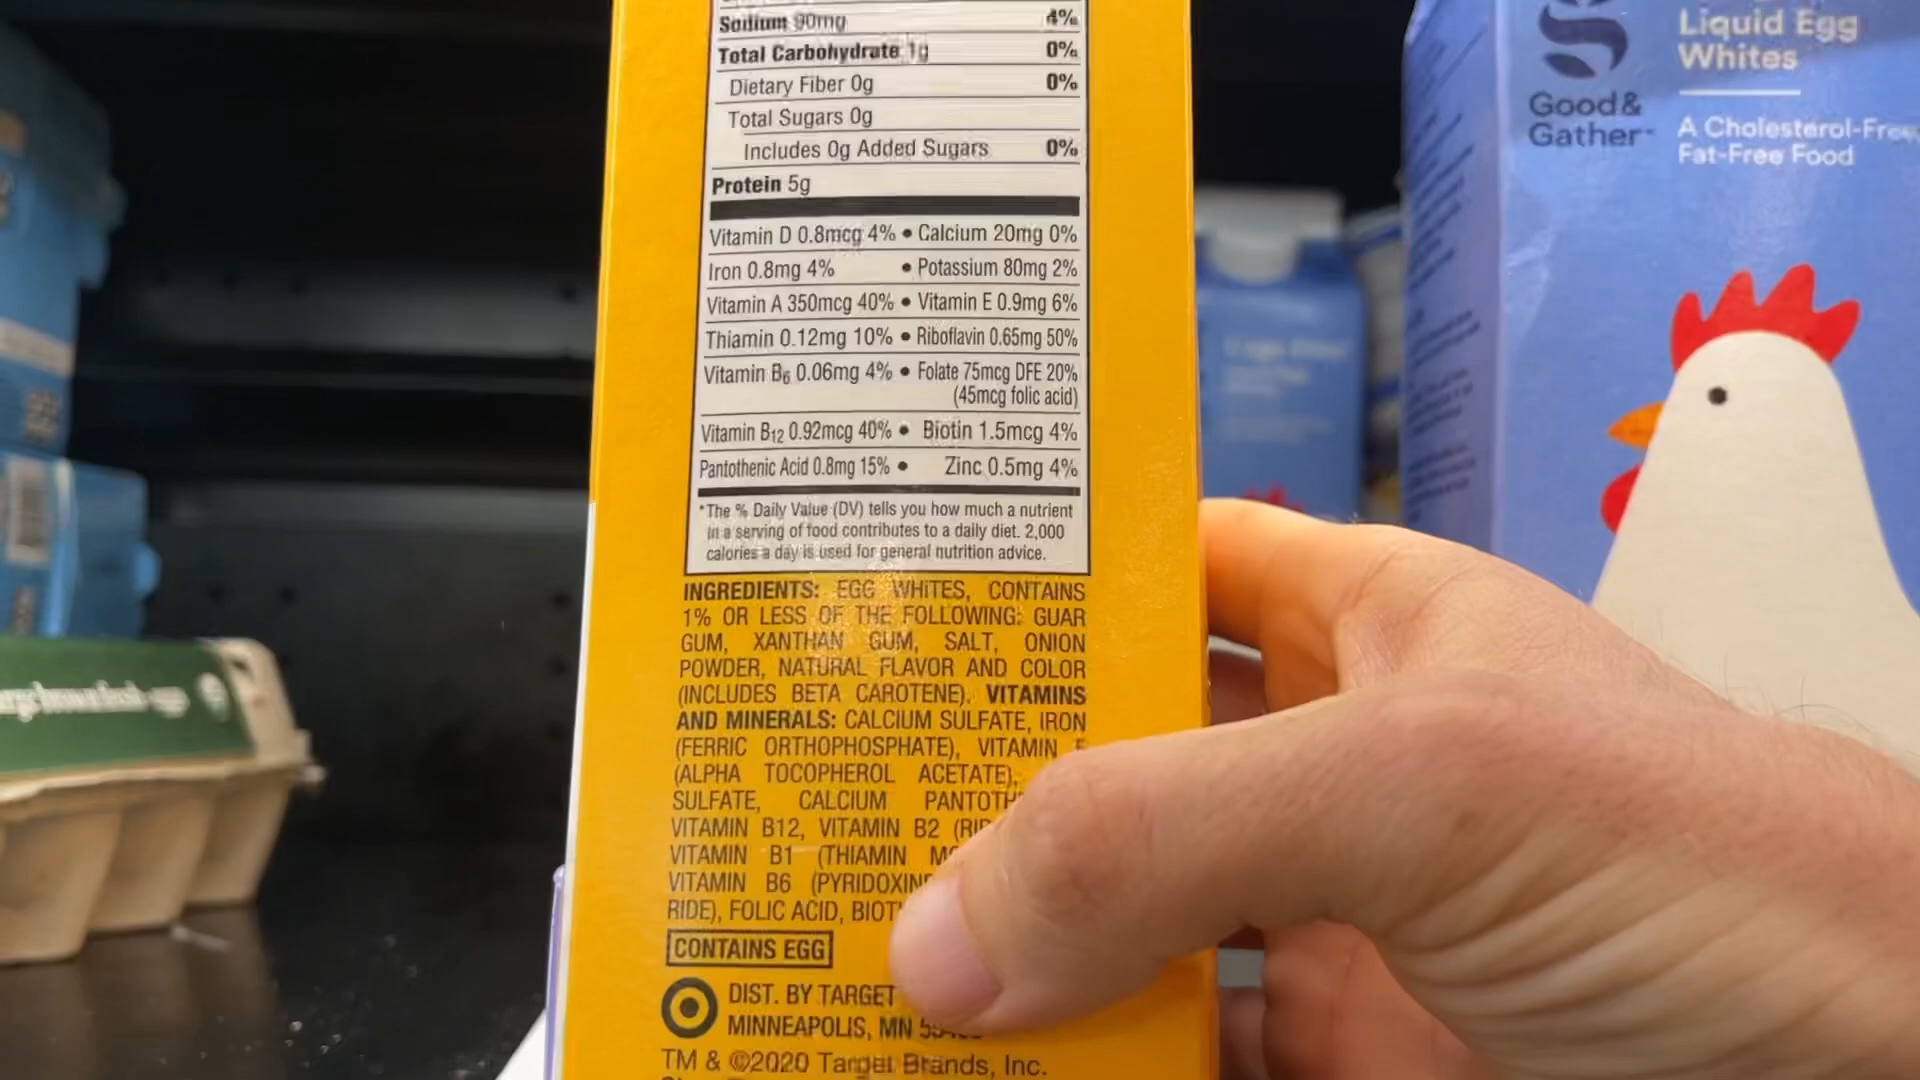 Sodium 90mg 4%
Total Carbohydrate 1g 0%
Dietary Fiber 0g 0%
Total Sugars 0g
Includes 0g Added Sugars 0%
Protein 5g
Vitamin D 0.8mcg 4% • Calcium 20mg 0%
Iron 0.8mg 4% • Potassium 80mg 2%
Vitamin A 350mcg 40% • Vitamin E 0.9mg 6%
Thiamin 0.12mg 10% • Riboflavin 0.65mg 50%
Vitamin B6 0.06mg 4% • Folate 75mcg DFE 20%
(45mcg folic acid)
Vitamin B12 0.92mcg 40% • Biotin 1.5mcg 4%
Pantothenic Acid 0.8mg 15% • Zinc 0.5mg 4%
*The % Daily Value (DV) tells you how much a nutrient
in a serving of food contributes to a daily diet. 2,000
calories a day is used for general nutrition advice.
INGREDIENTS: EGG WHITES, CONTAINS
1% OR LESS OF THE FOLLOWING: GUAR
GUM, XANTHAN GUM, SALT, ONION
POWDER, NATURAL FLAVOR AND COLOR
(INCLUDES BETA CAROTENE). VITAMINS
AND MINERALS: CALCIUM SULFATE, IRON
(FERRIC ORTHOPHOSPHATE), VITAMIN E
(ALPHA TOCOPHEROL ACETATE),
SULFATE, CALCIUM PANTOTH
VITAMIN B12, VITAMIN B2 (RIB
VITAMIN B1 (THIAMIN MO
VITAMIN B6 (PYRIDOXINE
RIDE), FOLIC ACID, BIOT
CONTAINS EGG
DIST. BY TARGET
MINNEAPOLIS, MN
TM & ©2020 Target Brands, Inc.
Liquid Egg
Whites
Good &
Gather
A Cholesterol-Free
Fat-Free Food